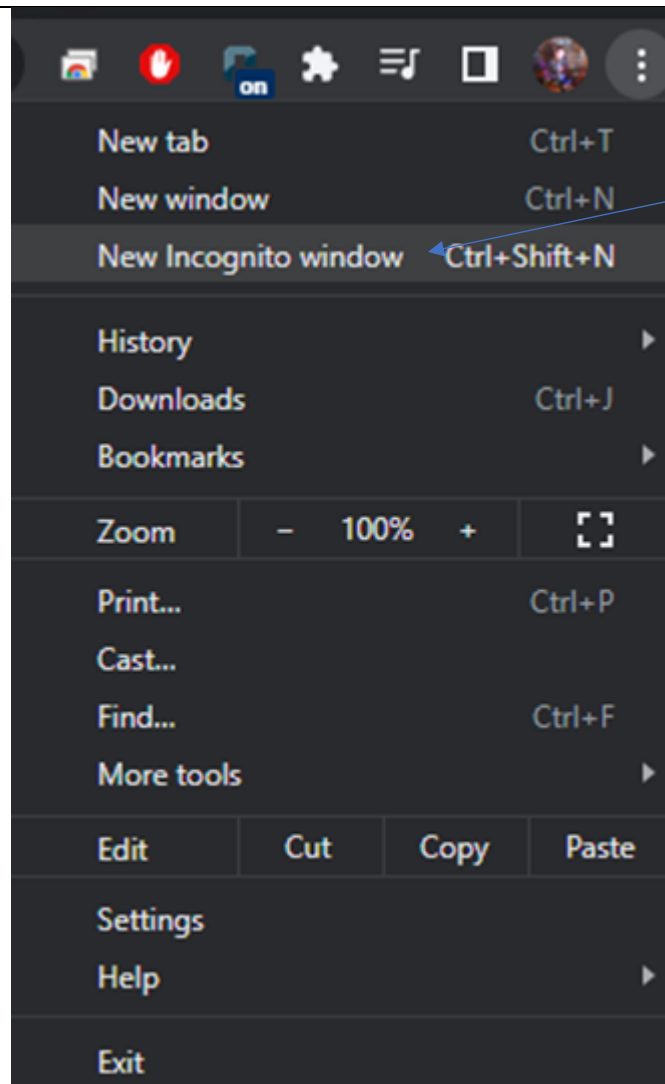 on
New tab Ctrl+T
New window Ctrl+N
New Incognito window Ctrl+Shift+N
History
Downloads Ctrl+J
Bookmarks
Zoom - 100% +
Print... Ctrl+P
Cast...
Find... Ctrl+F
More tools
Edit Cut Copy Paste
Settings
Help
Exit